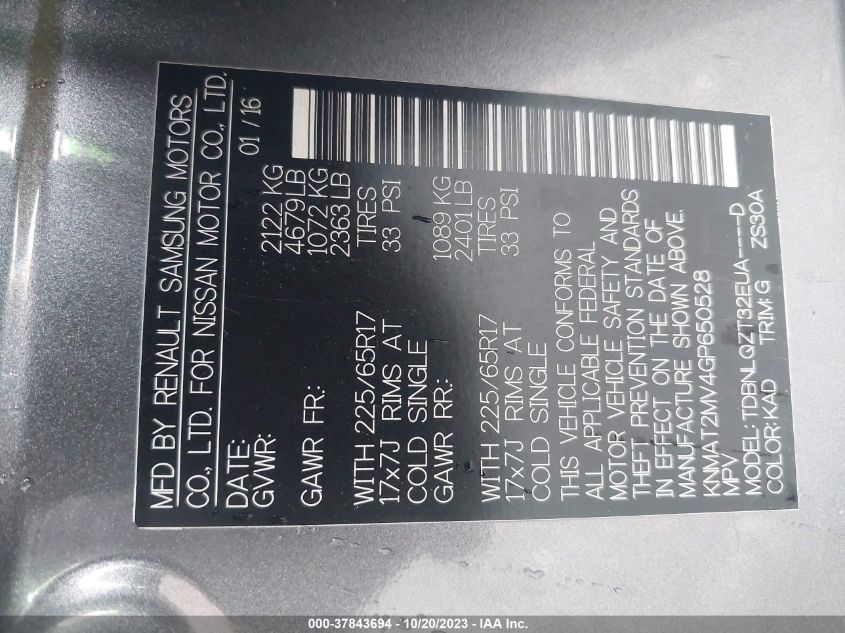 MFD BY RENAULT SAMSUNG MOTORS
CO., LTD. FOR NISSAN MOTOR CO., LTD.
DATE: 01 / 16
GVWR: 2122 KG
4679 LB
GAWR FR: 1072 KG
2363 LB
WITH 225/65R17 TIRES
17x7J RIMS AT 33 PSI
COLD SINGLE
GAWR RR: 1089 KG
2401 LB
WITH 225/65R17 TIRES
17x7J RIMS AT 33 PSI
COLD SINGLE
THIS VEHICLE CONFORMS TO
ALL APPLICABLE FEDERAL
MOTOR VEHICLE SAFETY AND
THEFT PREVENTION STANDARDS
IN EFFECT ON THE DATE OF
MANUFACTURE SHOWN ABOVE.
KNMAT2MV4GP650528
MPV
MODEL: TDBNLQZT32EUA----D
COLOR: KAD TRIM: G ZS30A
000-37843694 - 10/20/2023 - IAA Inc.